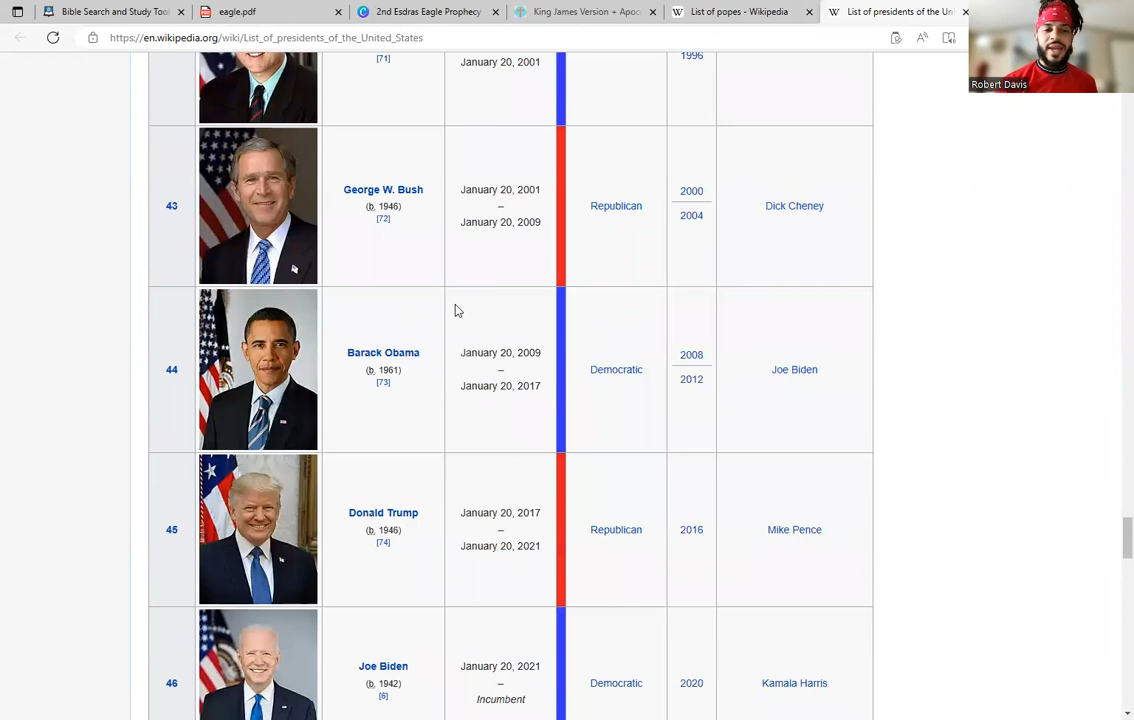 Bible Search and Study Tool
eagle.pdf
2nd Esdras Eagle Prophecy
King James Version + Apoc
List of popes - Wikipedia
List of presidents of the Un
https://en.wikipedia.org/wiki/List_of_presidents_of_the_United_States
Robert Davis
[71]
January 20, 2001
1996
43
George W. Bush
(b. 1946)
[72]
January 20, 2001
–
January 20, 2009
Republican
2000
2004
Dick Cheney
44
Barack Obama
(b. 1961)
[73]
January 20, 2009
–
January 20, 2017
Democratic
2008
2012
Joe Biden
45
Donald Trump
(b. 1946)
[74]
January 20, 2017
–
January 20, 2021
Republican
2016
Mike Pence
46
Joe Biden
(b. 1942)
[6]
January 20, 2021
–
Incumbent
Democratic
2020
Kamala Harris